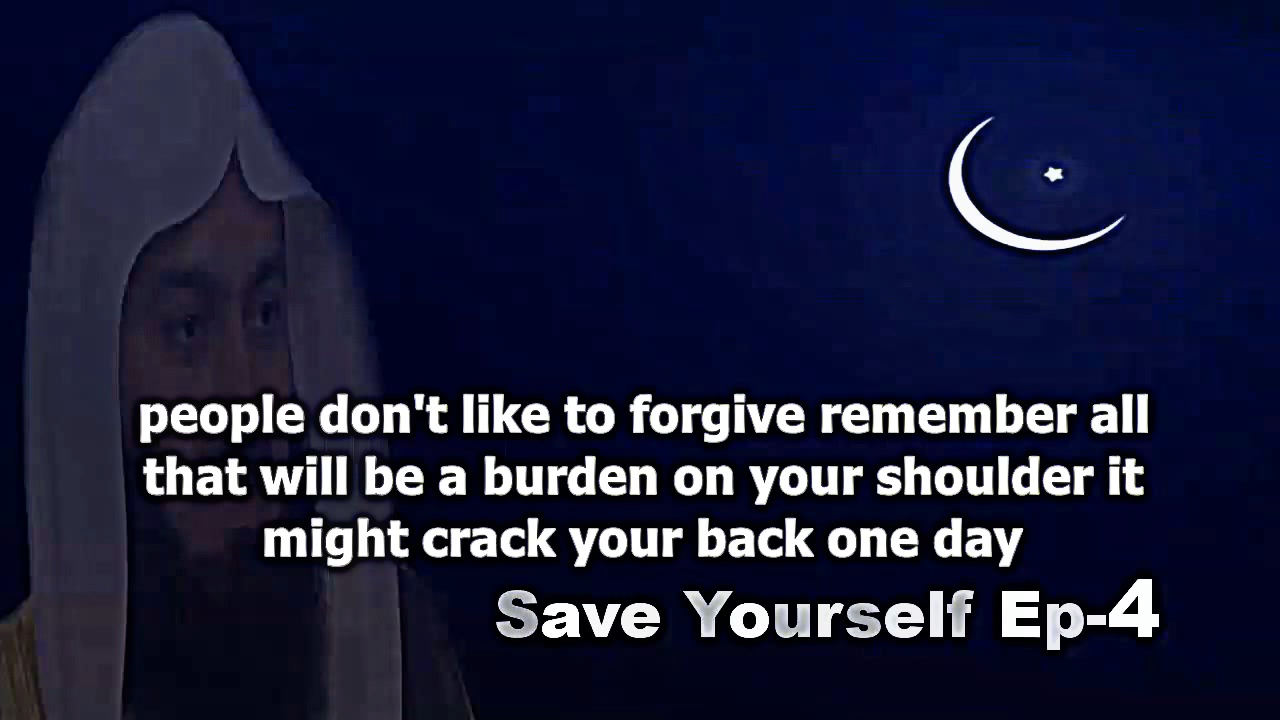 people don't like to forgive remember all
that will be a burden on your shoulder it
might crack your back one day
Save Yourself Ep-4